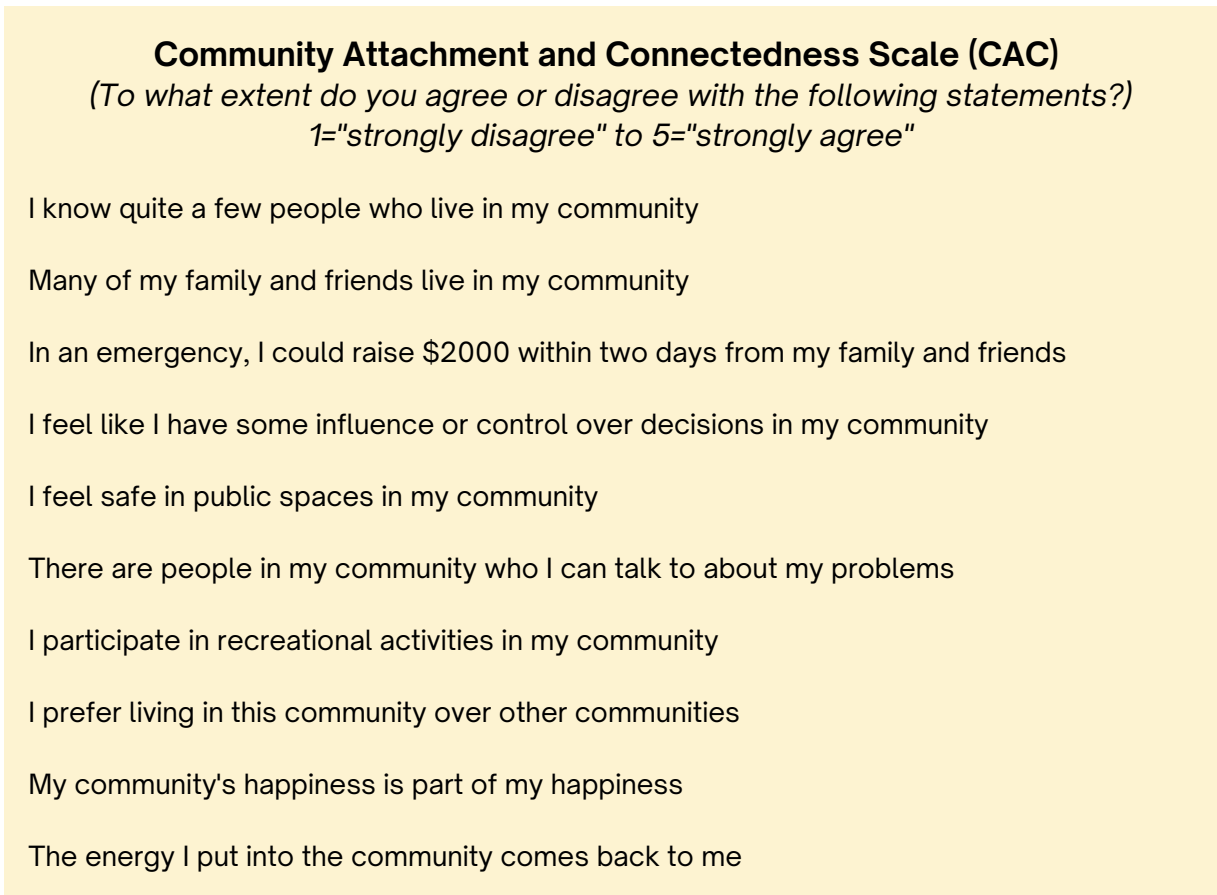 Community Attachment and Connectedness Scale (CAC)
(To what extent do you agree or disagree with the following statements?)
1="strongly disagree" to 5="strongly agree"
I know quite a few people who live in my community
Many of my family and friends live in my community
In an emergency, I could raise $2000 within two days from my family and friends
I feel like I have some influence or control over decisions in my community
I feel safe in public spaces in my community
There are people in my community who I can talk to about my problems
I participate in recreational activities in my community
I prefer living in this community over other communities
My community's happiness is part of my happiness
The energy I put into the community comes back to me